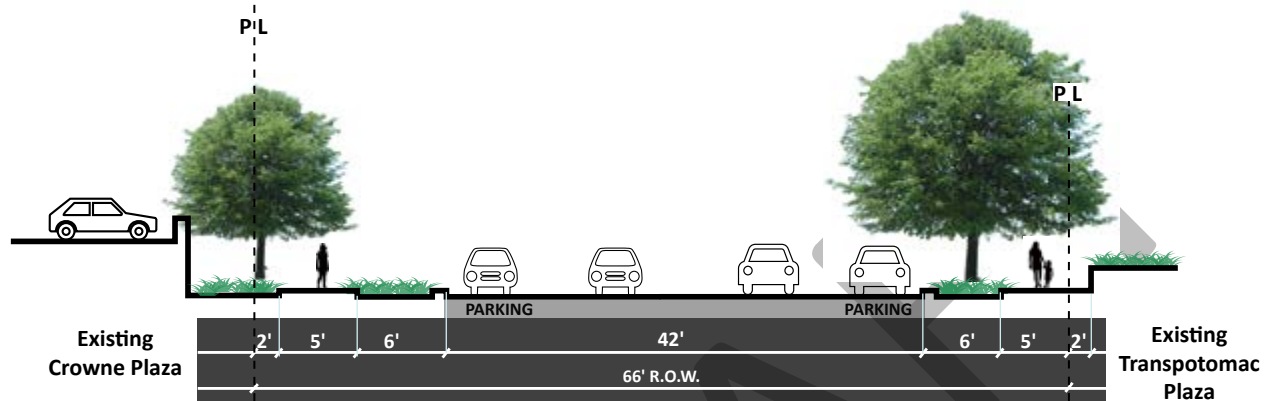 P L
P L
PARKING
PARKING
Existing
Crowne Plaza
2'
5'
6'
42'
6'
5'
2'
66' R.O.W.
Existing
Transpotomac
Plaza